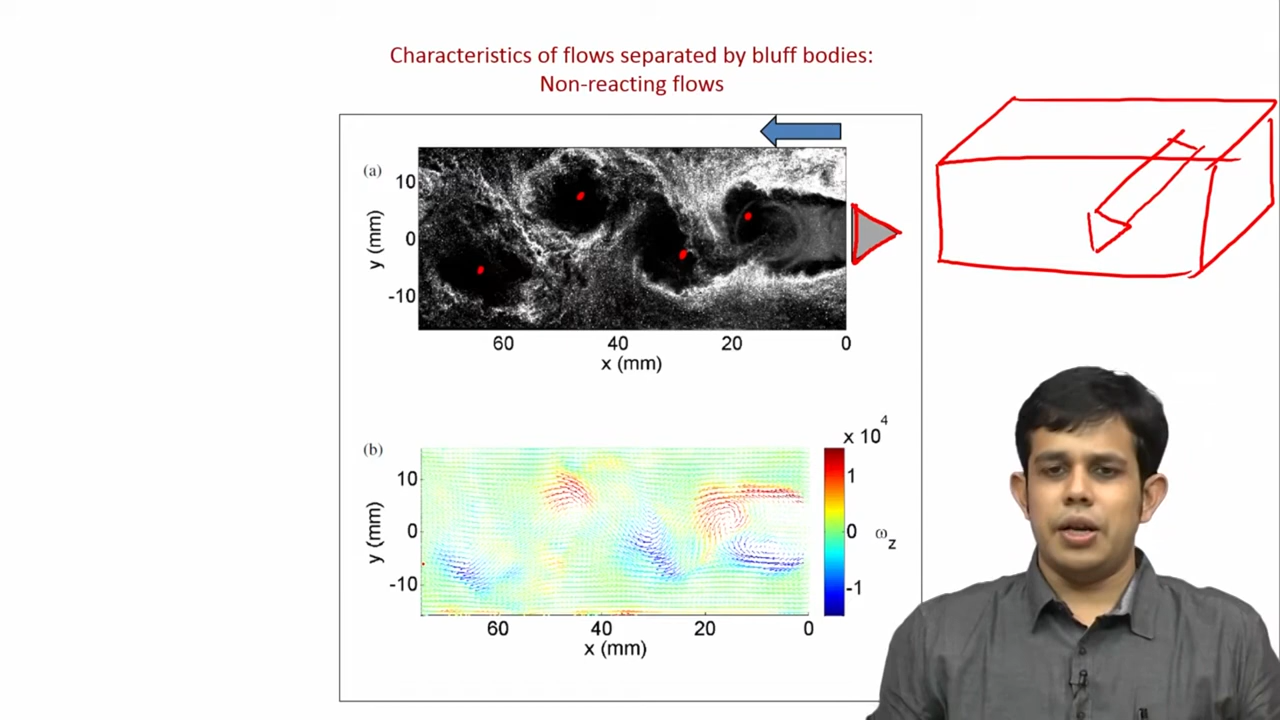 Characteristics of flows separated by bluff bodies:
Non-reacting flows
(a)
10
0
-10
y (mm)
60 40 20 0
x (mm)
(b)
x 10^4
10
0
-10
y (mm)
1
0
-1
ω_z
60 40 20 0
x (mm)